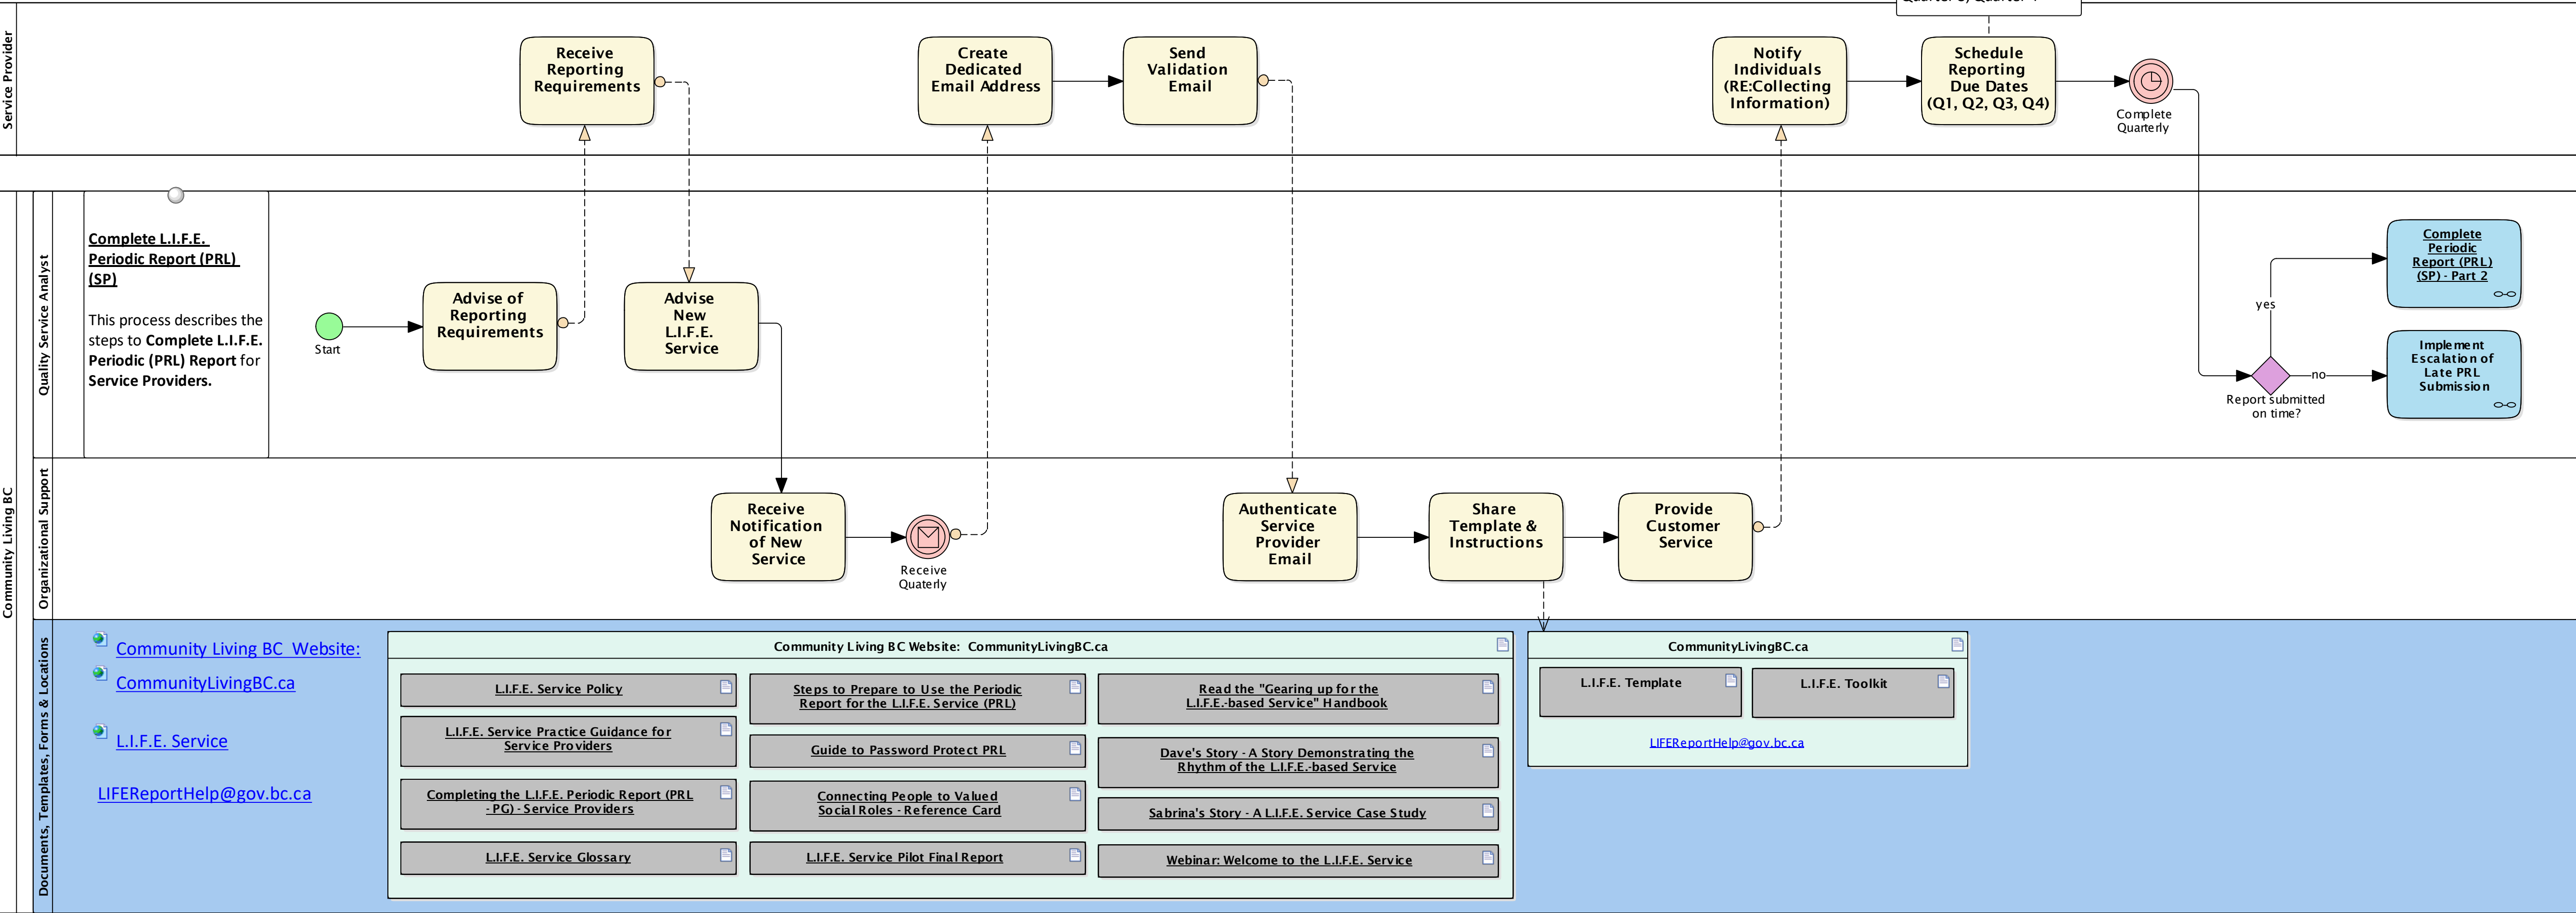 Service Provider
Receive
Reporting
Requirements
Create
Dedicated
Email Address
Send
Validation
Email
Notify
Individuals
(RE:Collecting
Information)
Schedule
Reporting
Due Dates
(Q1, Q2, Q3, Q4)
Complete
Quarterly
Community Living BC
Quality Service Analyst
Complete L.I.F.E.
Periodic Report (PRL)
(SP)
This process describes the
steps to Complete L.I.F.E.
Periodic (PRL) Report for
Service Providers.
Start
Advise of
Reporting
Requirements
Advise
New
L.I.F.E.
Service
Report submitted
on time?
yes
no
Complete
Periodic
Report (PRL)
(SP) - Part 2
Implement
Escalation of
Late PRL
Submission
Organizational Support
Receive
Notification
of New
Service
Receive
Quaterly
Authenticate
Service
Provider
Email
Share
Template &
Instructions
Provide
Customer
Service
Documents, Templates, Forms & Locations
Community Living BC  Website:
CommunityLivingBC.ca
L.I.F.E. Service
LIFEReportHelp@gov.bc.ca
Community Living BC Website:  CommunityLivingBC.ca
L.I.F.E. Service Policy
L.I.F.E. Service Practice Guidance for
Service Providers
Completing the L.I.F.E. Periodic Report (PRL
- PG) - Service Providers
L.I.F.E. Service Glossary
Steps to Prepare to Use the Periodic
Report for the L.I.F.E. Service (PRL)
Guide to Password Protect PRL
Connecting People to Valued
Social Roles - Reference Card
L.I.F.E. Service Pilot Final Report
Read the "Gearing up for the
L.I.F.E.-based Service" Handbook
Dave's Story - A Story Demonstrating the
Rhythm of the L.I.F.E.-based Service
Sabrina's Story - A L.I.F.E. Service Case Study
Webinar: Welcome to the L.I.F.E. Service
CommunityLivingBC.ca
L.I.F.E. Template
L.I.F.E. Toolkit
LIFEReportHelp@gov.bc.ca